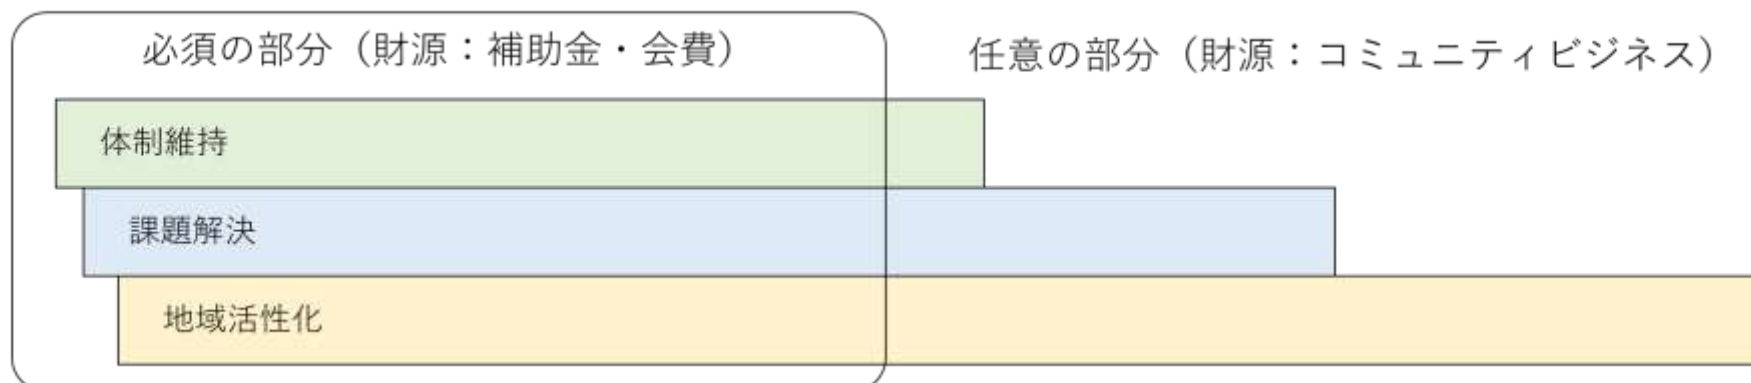 必須の部分（財源：補助金・会費）
任意の部分（財源：コミュニティビジネス）
体制維持
課題解決
地域活性化